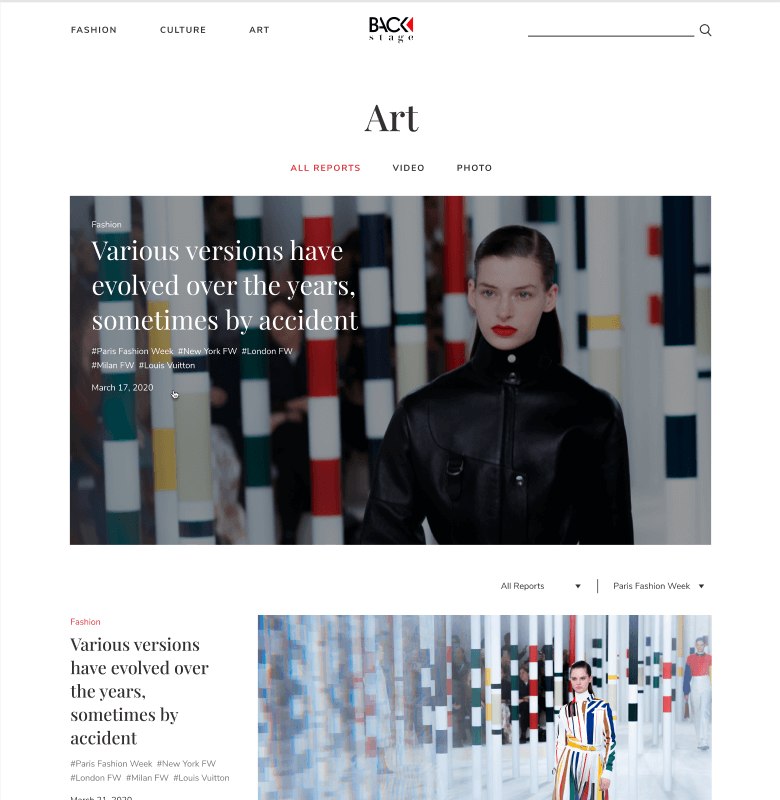 FASHION CULTURE ART
BACK
stage
Art
ALL REPORTS VIDEO PHOTO
Fashion
Various versions have
evolved over the years,
sometimes by accident
#Paris Fashion Week #New York FW #London FW
#Milan FW #Louis Vuitton
March 17, 2020
All Reports Paris Fashion Week
Fashion
Various versions
have evolved over
the years,
sometimes by
accident
#Paris Fashion Week #New York FW
#London FW #Milan FW #Louis Vuitton
March 21, 2020